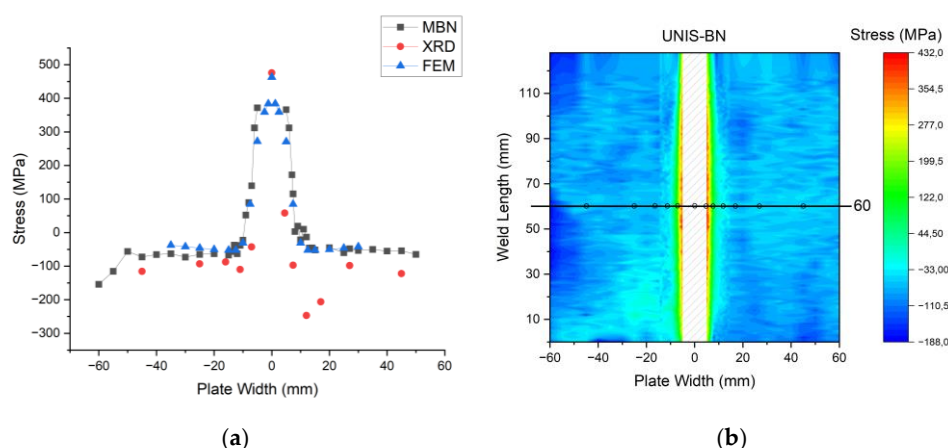 MBN
XRD
FEM
500
400
300
200
100
0
−100
−200
−300
Stress (MPa)
−60 −40 −20 0 20 40 60
Plate Width (mm)
(a)
UNIS-BN
Stress (MPa)
110
90
70
50
30
10
Weld Length (mm)
60
−60 −40 −20 0 20 40 60
Plate Width (mm)
432,0
354,5
277,0
199,5
122,0
44,50
−33,00
−110,5
−188,0
(b)